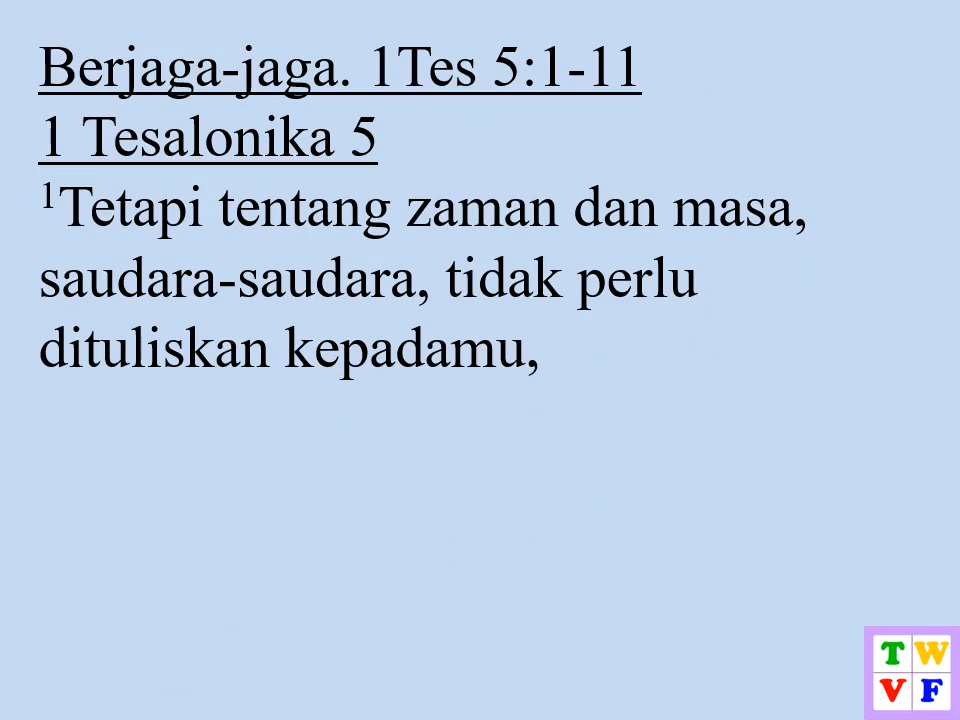 Berjaga-jaga. 1Tes 5:1-11
1 Tesalonika 5
¹Tetapi tentang zaman dan masa,
saudara-saudara, tidak perlu
dituliskan kepadamu,
T W
V F